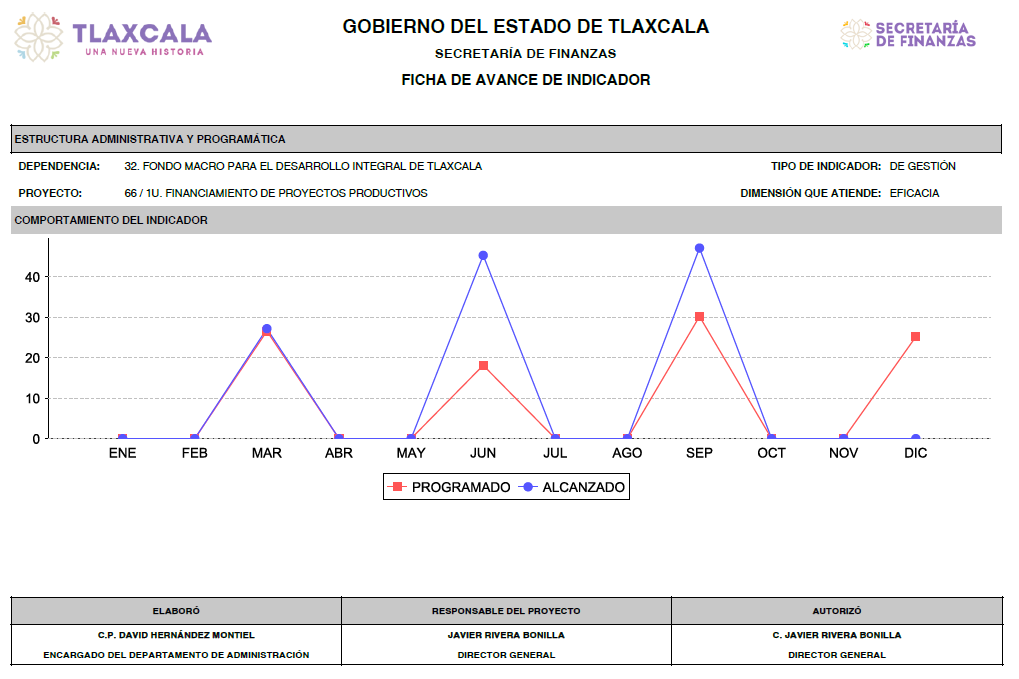 TLAXCALA
UNA NUEVA HISTORIA
GOBIERNO DEL ESTADO DE TLAXCALA
SECRETARÍA DE FINANZAS
FICHA DE AVANCE DE INDICADOR
SECRETARÍA
DE FINANZAS
ESTRUCTURA ADMINISTRATIVA Y PROGRAMÁTICA
DEPENDENCIA: 32. FONDO MACRO PARA EL DESARROLLO INTEGRAL DE TLAXCALA TIPO DE INDICADOR: DE GESTIÓN
PROYECTO: 66 / 1U. FINANCIAMIENTO DE PROYECTOS PRODUCTIVOS DIMENSIÓN QUE ATIENDE: EFICACIA
COMPORTAMIENTO DEL INDICADOR
40
30
20
10
0
ENE FEB MAR ABR MAY JUN JUL AGO SEP OCT NOV DIC
PROGRAMADO ALCANZADO
ELABORÓ RESPONSABLE DEL PROYECTO AUTORIZÓ
C.P. DAVID HERNÁNDEZ MONTIEL JAVIER RIVERA BONILLA C. JAVIER RIVERA BONILLA
ENCARGADO DEL DEPARTAMENTO DE ADMINISTRACIÓN DIRECTOR GENERAL DIRECTOR GENERAL